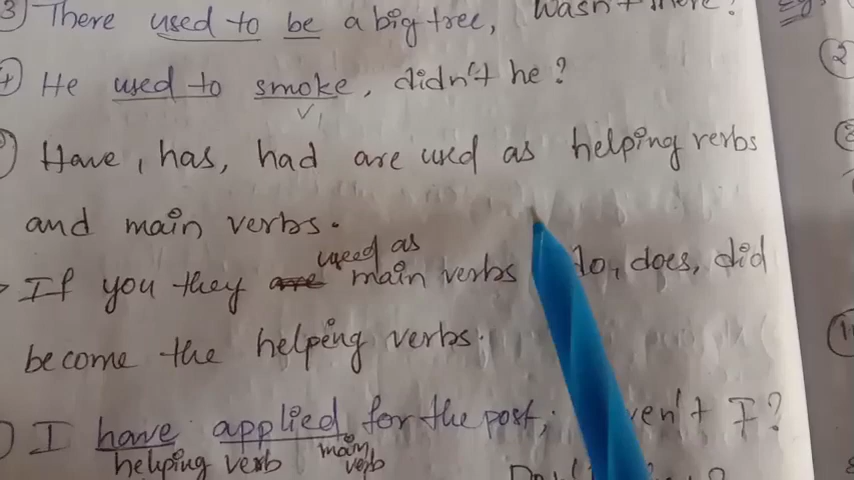 3) There used to be a big tree, wasn't there? Eg.
4) He used to smoke, didn't he?
V
Have, has, had are used as helping verbs
and main verbs.
used as
If you they are main verbs do, does, did
become the helping verbs.
I have applied for the post, ven't I?
helping verb main verb